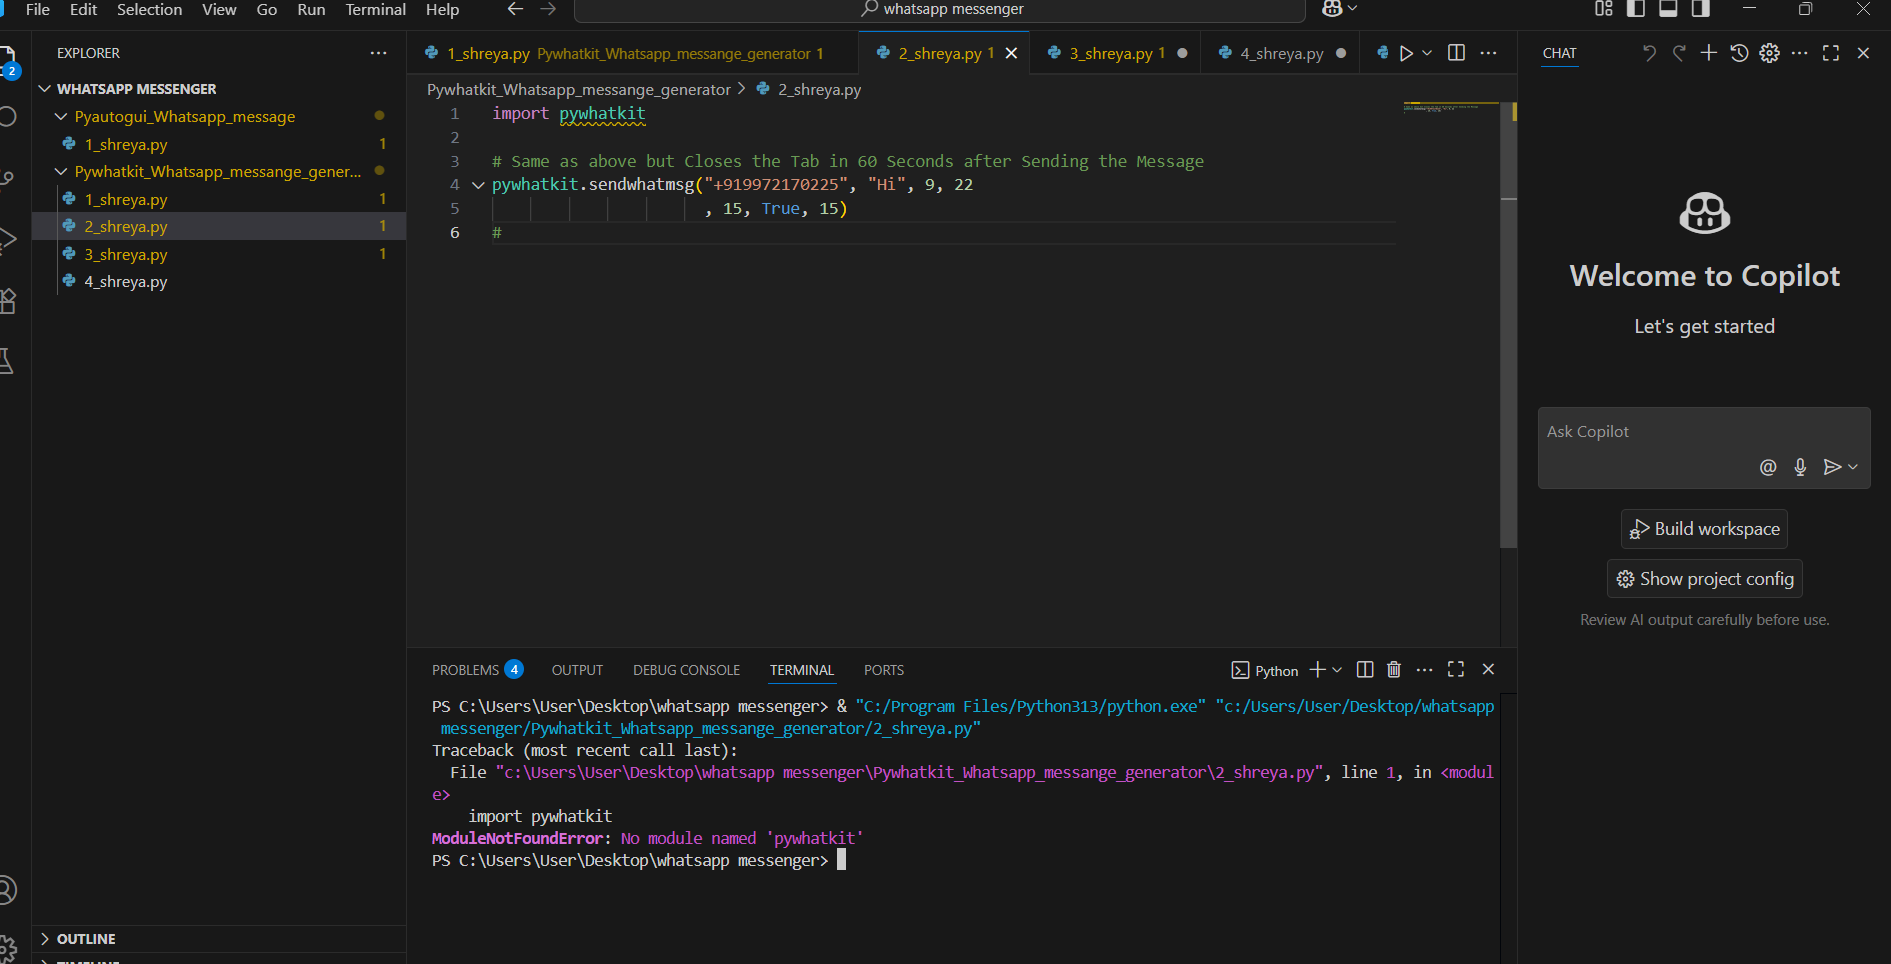 File Edit Selection View Go Run Terminal Help
whatsapp messenger
EXPLORER
2
WHATSAPP MESSENGER
Pyautogui_Whatsapp_message
1_shreya.py 1
Pywhatkit_Whatsapp_messange_gener...
1_shreya.py 1
2_shreya.py 1
3_shreya.py 1
4_shreya.py
OUTLINE
1_shreya.py Pywhatkit_Whatsapp_messange_generator 1
2_shreya.py 1
3_shreya.py 1
4_shreya.py
Pywhatkit_Whatsapp_messange_generator > 2_shreya.py
1 import pywhatkit
2
3 # Same as above but Closes the Tab in 60 Seconds after Sending the Message
4 pywhatkit.sendwhatmsg("+919972170225", "Hi", 9, 22
5 , 15, True, 15)
6 #
PROBLEMS 4 OUTPUT DEBUG CONSOLE TERMINAL PORTS
Python
PS C:\Users\User\Desktop\whatsapp messenger> & "C:/Program Files/Python313/python.exe" "c:/Users/User/Desktop/whatsapp
messenger/Pywhatkit_Whatsapp_messange_generator/2_shreya.py"
Traceback (most recent call last):
File "c:\Users\User\Desktop\whatsapp messenger\Pywhatkit_Whatsapp_messange_generator\2_shreya.py", line 1, in <modul
e>
import pywhatkit
ModuleNotFoundError: No module named 'pywhatkit'
PS C:\Users\User\Desktop\whatsapp messenger>
CHAT
Welcome to Copilot
Let's get started
Ask Copilot
@
Build workspace
Show project config
Review AI output carefully before use.